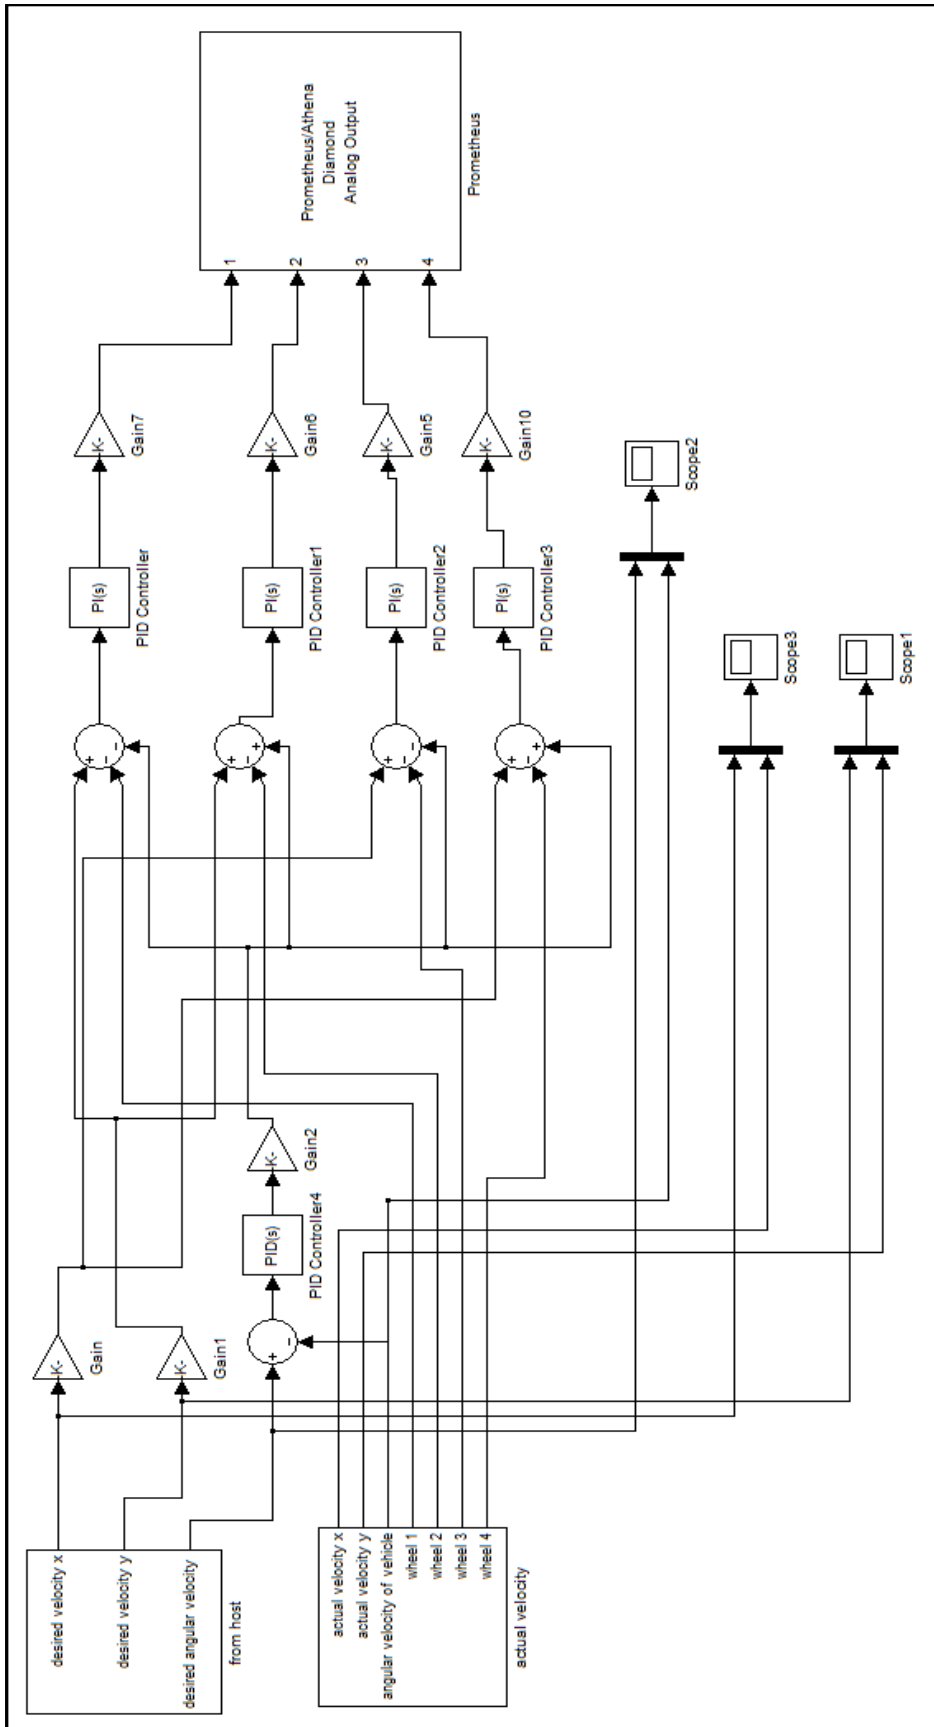 desired velocity x
desired velocity y
desired angular velocity
from host
actual velocity x
actual velocity y
angular velocity of vehicle
wheel 1
wheel 2
wheel 3
wheel 4
actual velocity
-K-
Gain
-K-
Gain1
+
-
PID(s)
PID Controller4
-K-
Gain2
+
-
-
+
-
+
+
-
-
+
-
+
PI(s)
PID Controller
PI(s)
PID Controller1
PI(s)
PID Controller2
PI(s)
PID Controller3
-K-
Gain7
-K-
Gain6
-K-
Gain5
-K-
Gain10
1
2
3
4
Prometheus/Athena
Diamond
Analog Output
Prometheus
Scope2
Scope3
Scope1